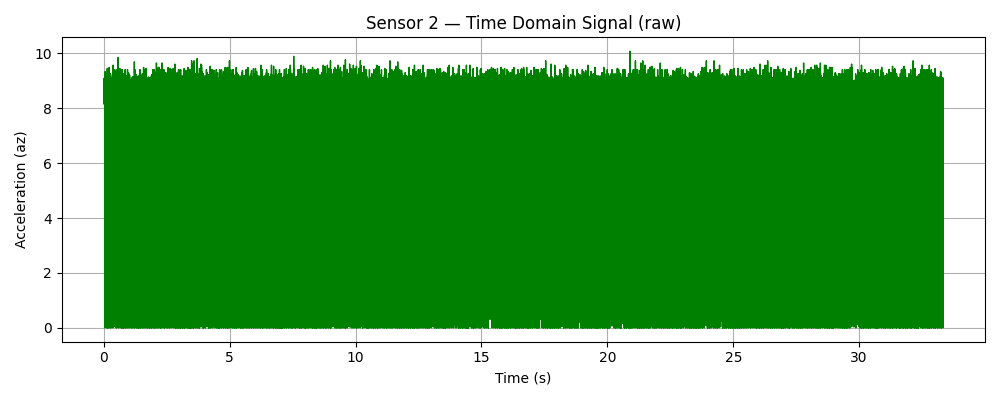 Sensor 2 — Time Domain Signal (raw)
Acceleration (az)
10
8
6
4
2
0
0 5 10 15 20 25 30
Time (s)